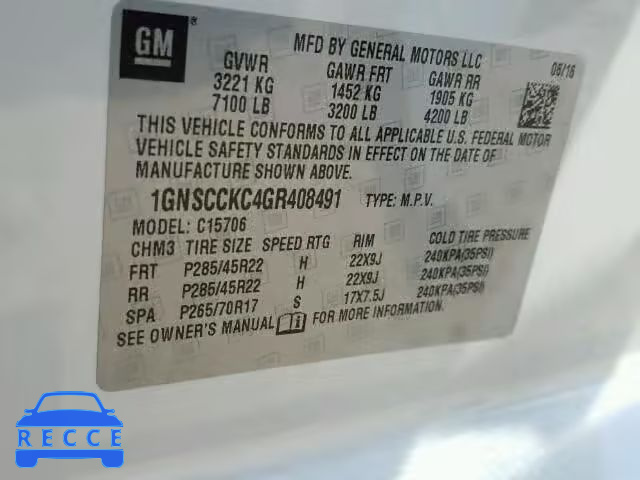 GM ®
MFD BY GENERAL MOTORS LLC
06/16
GVWR GAWR FRT GAWR RR
3221 KG 1452 KG 1905 KG
7100 LB 3200 LB 4200 LB
THIS VEHICLE CONFORMS TO ALL APPLICABLE U.S. FEDERAL MOTOR
VEHICLE SAFETY STANDARDS IN EFFECT ON THE DATE OF
MANUFACTURE SHOWN ABOVE.
1GNSCCKC4GR408491 TYPE: M.P.V.
MODEL: C15706
CHM3 TIRE SIZE SPEED RTG RIM COLD TIRE PRESSURE
FRT P285/45R22 H 22X9J 240KPA(35PSI)
RR P285/45R22 H 22X9J 240KPA(35PSI)
SPA P265/70R17 S 17X7.5J 240KPA(35PSI)
SEE OWNER'S MANUAL FOR MORE INFORMATION.
RECCE